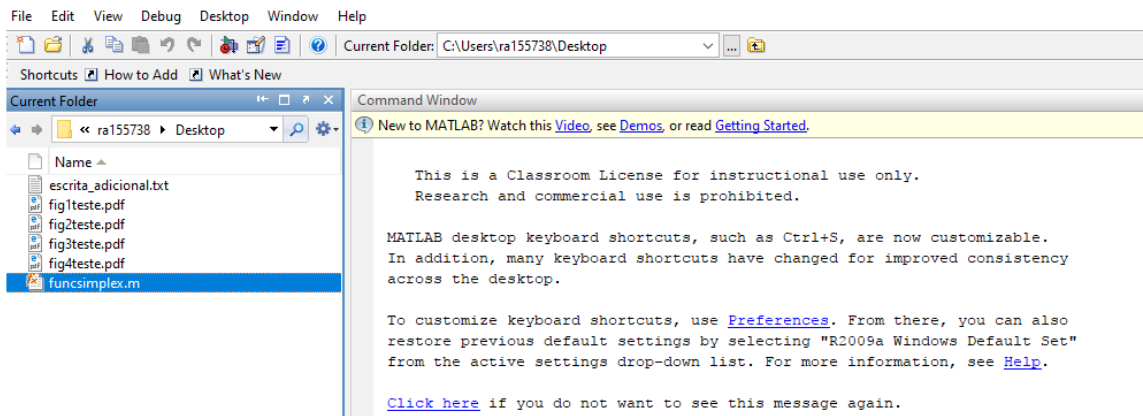 File Edit View Debug Desktop Window Help
Current Folder: C:\Users\ra155738\Desktop ...
Shortcuts How to Add What's New
Current Folder
« ra155738 Desktop
Name
escrita_adicional.txt
fig1teste.pdf
fig2teste.pdf
fig3teste.pdf
fig4teste.pdf
funcsimplex.m
Command Window
New to MATLAB? Watch this Video, see Demos, or read Getting Started.
This is a Classroom License for instructional use only.
Research and commercial use is prohibited.
MATLAB desktop keyboard shortcuts, such as Ctrl+S, are now customizable.
In addition, many keyboard shortcuts have changed for improved consistency
across the desktop.
To customize keyboard shortcuts, use Preferences. From there, you can also
restore previous default settings by selecting "R2009a Windows Default Set"
from the active settings drop-down list. For more information, see Help.
Click here if you do not want to see this message again.